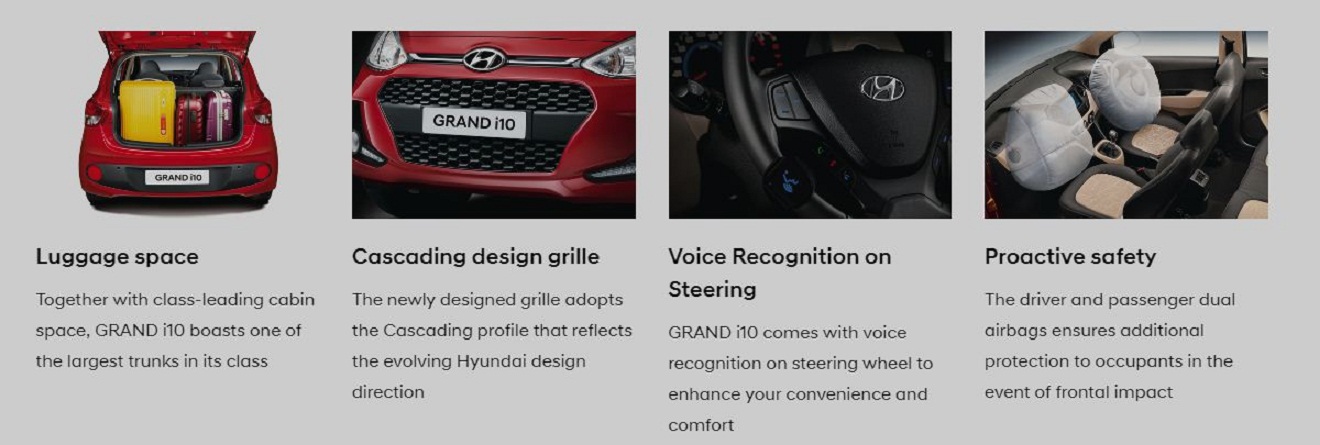 GRAND i10
GRAND i10
Luggage space
Together with class-leading cabin
space, GRAND i10 boasts one of
the largest trunks in its class
Cascading design grille
The newly designed grille adopts
the Cascading profile that reflects
the evolving Hyundai design
direction
Voice Recognition on
Steering
GRAND i10 comes with voice
recognition on steering wheel to
enhance your convenience and
comfort
Proactive safety
The driver and passenger dual
airbags ensures additional
protection to occupants in the
event of frontal impact